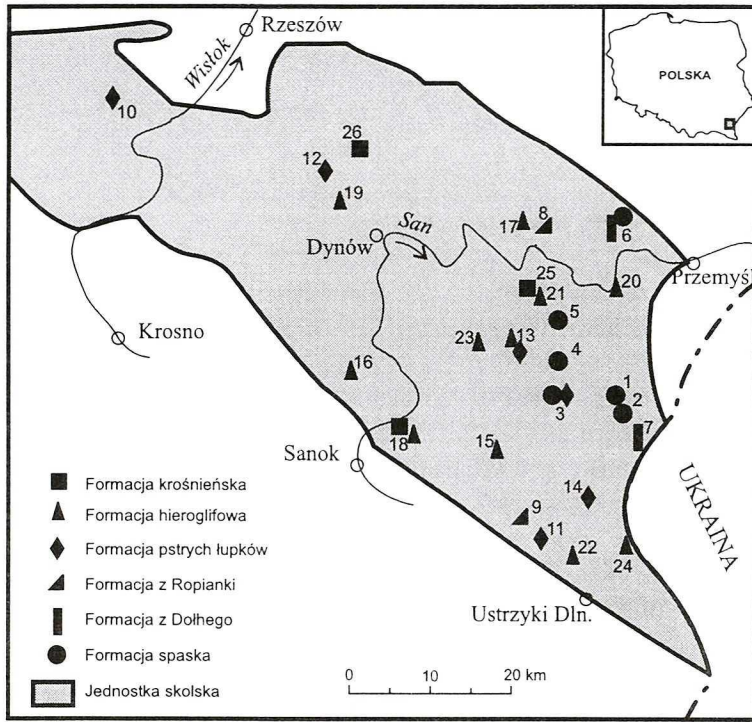 Rzeszów
Wisłok
POLSKA
10
26
12
19
San
17
8
6
Dynów
Przemyśl
25
21
20
5
Krosno
23
13
4
16
1
2
3
18
7
15
Sanok
14
UKRAINA
9
11
22
24
Ustrzyki Dln.
Formacja krośnieńska
Formacja hieroglifowa
Formacja pstrych łupków
Formacja z Ropianki
Formacja z Dołhego
Formacja spaska
Jednostka skolska
0 10 20 km